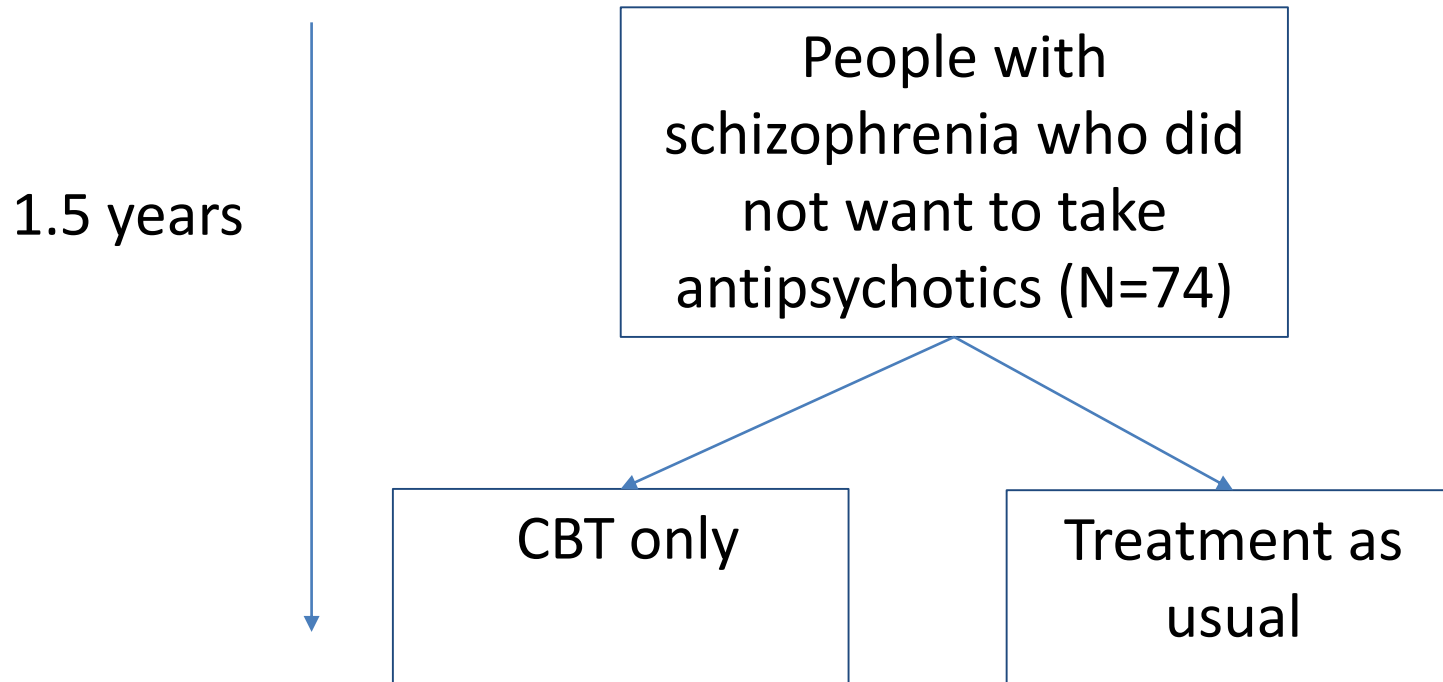 1.5 years
People with
schizophrenia who did
not want to take
antipsychotics (N=74)
CBT only
Treatment as
usual